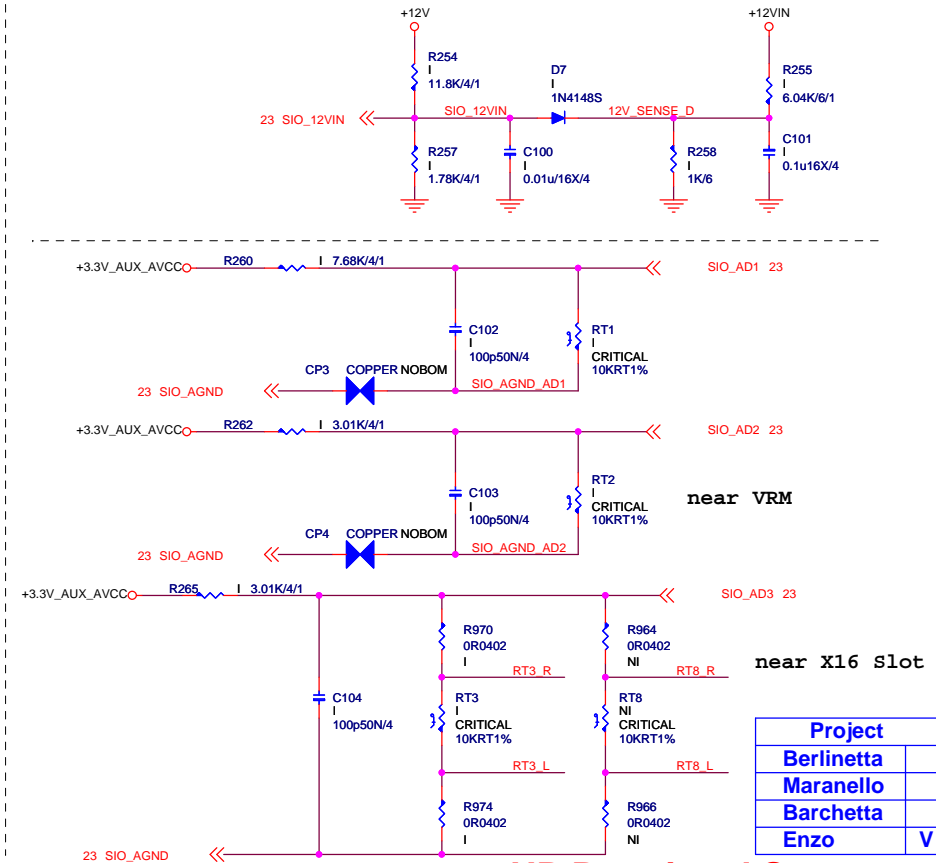 +12V
+12VIN
R254
I
11.8K/4/1
D7
I
1N4148S
R255
I
6.04K/6/1
23 SIO_12VIN
SIO_12VIN
12V_SENSE_D
R257
I
1.78K/4/1
C100
I
0.01u/16X/4
R258
I
1K/6
C101
I
0.1u16X/4
+3.3V_AUX_AVCC
R260
I 7.68K/4/1
SIO_AD1 23
C102
I
100p50N/4
RT1
I
CRITICAL
10KRT1%
CP3 COPPER NOBOM
23 SIO_AGND
SIO_AGND_AD1
+3.3V_AUX_AVCC
R262
I 3.01K/4/1
SIO_AD2 23
C103
I
100p50N/4
RT2
I
CRITICAL
10KRT1%
near VRM
CP4 COPPER NOBOM
23 SIO_AGND
SIO_AGND_AD2
+3.3V_AUX_AVCC
R265
I 3.01K/4/1
SIO_AD3 23
R970
0R0402
I
R964
0R0402
NI
near X16 Slot
RT3_R
RT8_R
C104
I
100p50N/4
RT3
I
CRITICAL
10KRT1%
RT8
NI
CRITICAL
10KRT1%
RT3_L
RT8_L
R974
0R0402
I
R966
0R0402
NI
23 SIO_AGND
Project
Berlinetta
Maranello
Barchetta
Enzo V